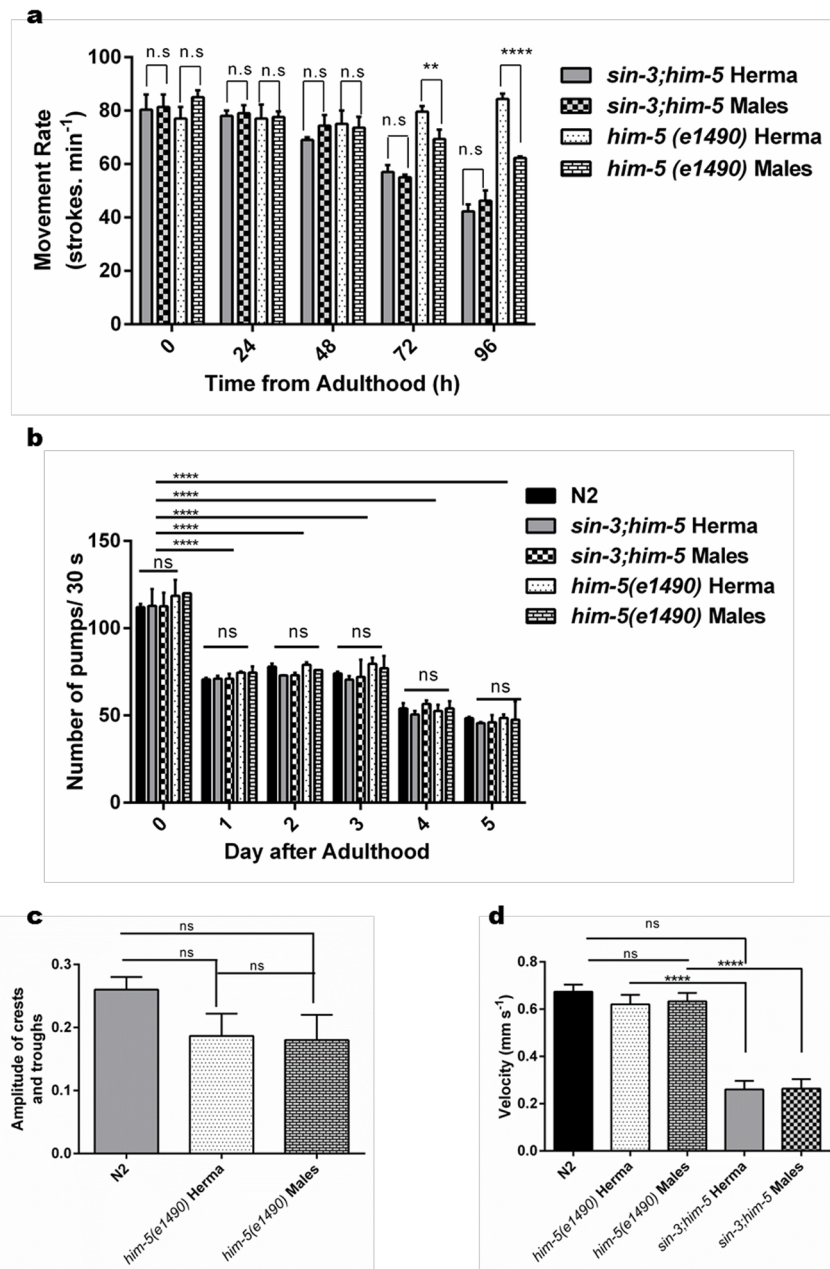 a
n.s
n.s
n.s
n.s
n.s
n.s
n.s
**
n.s
****
100
80
60
40
20
0
Movement Rate
(strokes. min⁻¹)
0
24
48
72
96
Time from Adulthood (h)
sin-3;him-5 Herma
sin-3;him-5 Males
him-5 (e1490) Herma
him-5 (e1490) Males
b
****
****
****
****
****
ns
ns
ns
ns
ns
ns
150
100
50
0
Number of pumps/ 30 s
0
1
2
3
4
5
Day after Adulthood
N2
sin-3;him-5 Herma
sin-3;him-5 Males
him-5(e1490) Herma
him-5(e1490) Males
c
ns
ns
ns
0.3
0.2
0.1
0.0
Amplitude of crests
and troughs
N2
him-5(e1490) Herma
him-5(e1490) Males
d
ns
ns
****
****
0.8
0.6
0.4
0.2
0.0
Velocity (mm s⁻¹)
N2
him-5(e1490) Herma
him-5(e1490) Males
sin-3;him-5 Herma
sin-3;him-5 Males